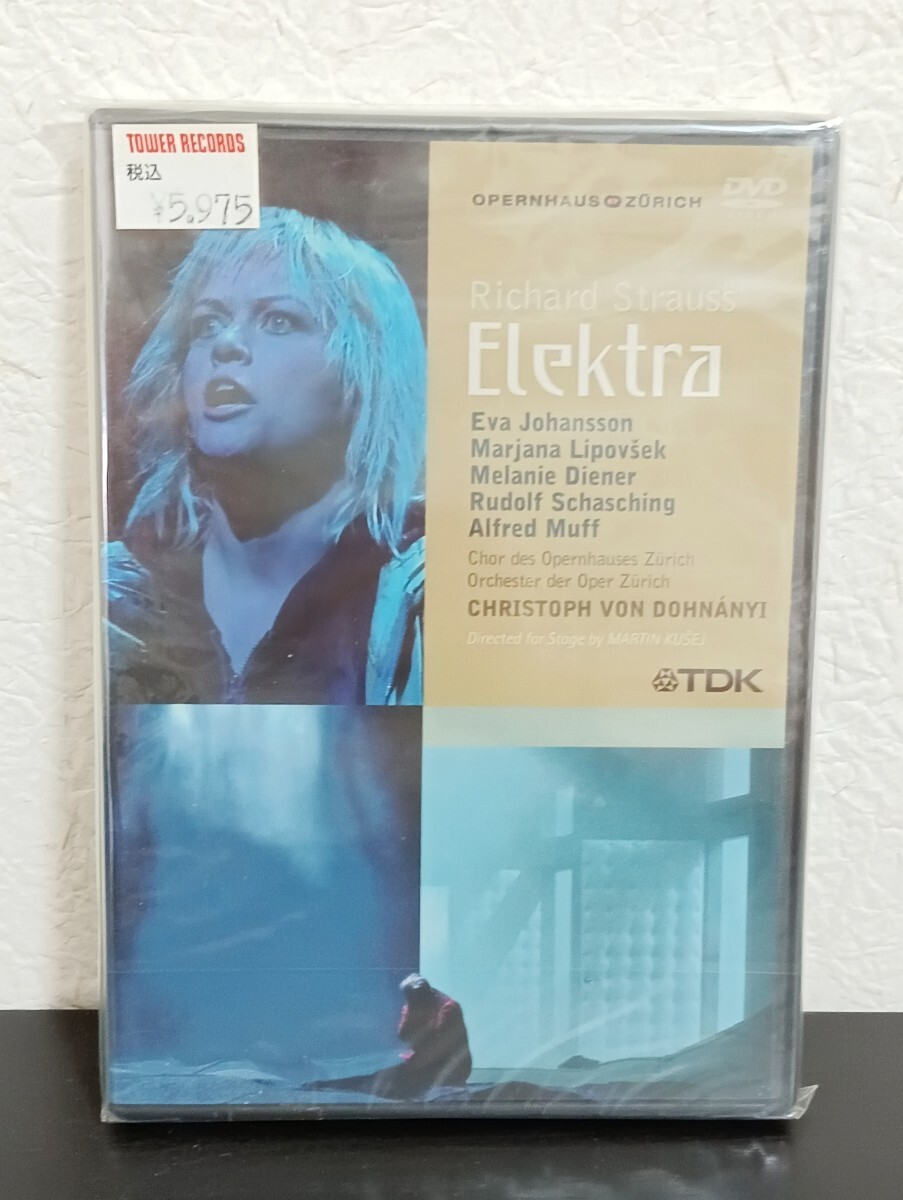 TOWER RECORDS
税込
¥5,975
OPERNHAUS ZÜRICH
DVD
Richard Strauss
Elektra
Eva Johansson
Marjana Lipovšek
Melanie Diener
Rudolf Schasching
Alfred Muff
Chor des Opernhauses Zürich
Orchester der Oper Zürich
CHRISTOPH VON DOHNÁNYI
Directed for Stage by MARTIN KUŠEJ
TDK